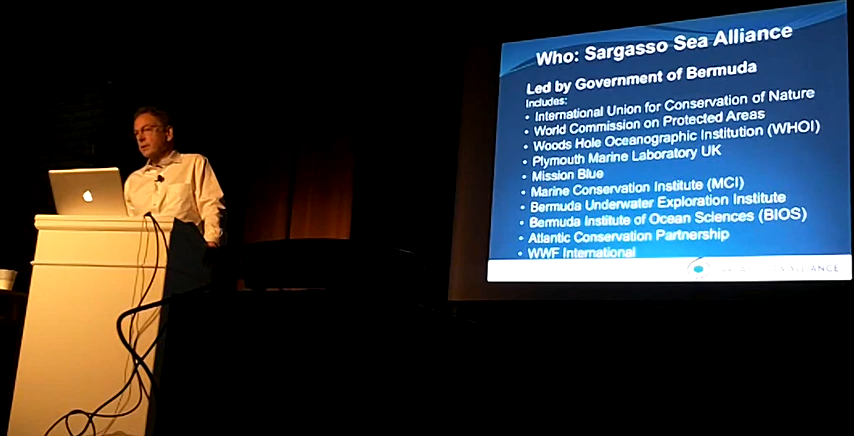 Who: Sargasso Sea Alliance
Led by Government of Bermuda
Includes:
• International Union for Conservation of Nature
• World Commission on Protected Areas
• Woods Hole Oceanographic Institution (WHOI)
• Plymouth Marine Laboratory UK
• Mission Blue
• Marine Conservation Institute (MCI)
• Bermuda Underwater Exploration Institute
• Bermuda Institute of Ocean Sciences (BIOS)
• Atlantic Conservation Partnership
• WWF International
ALLIANCE